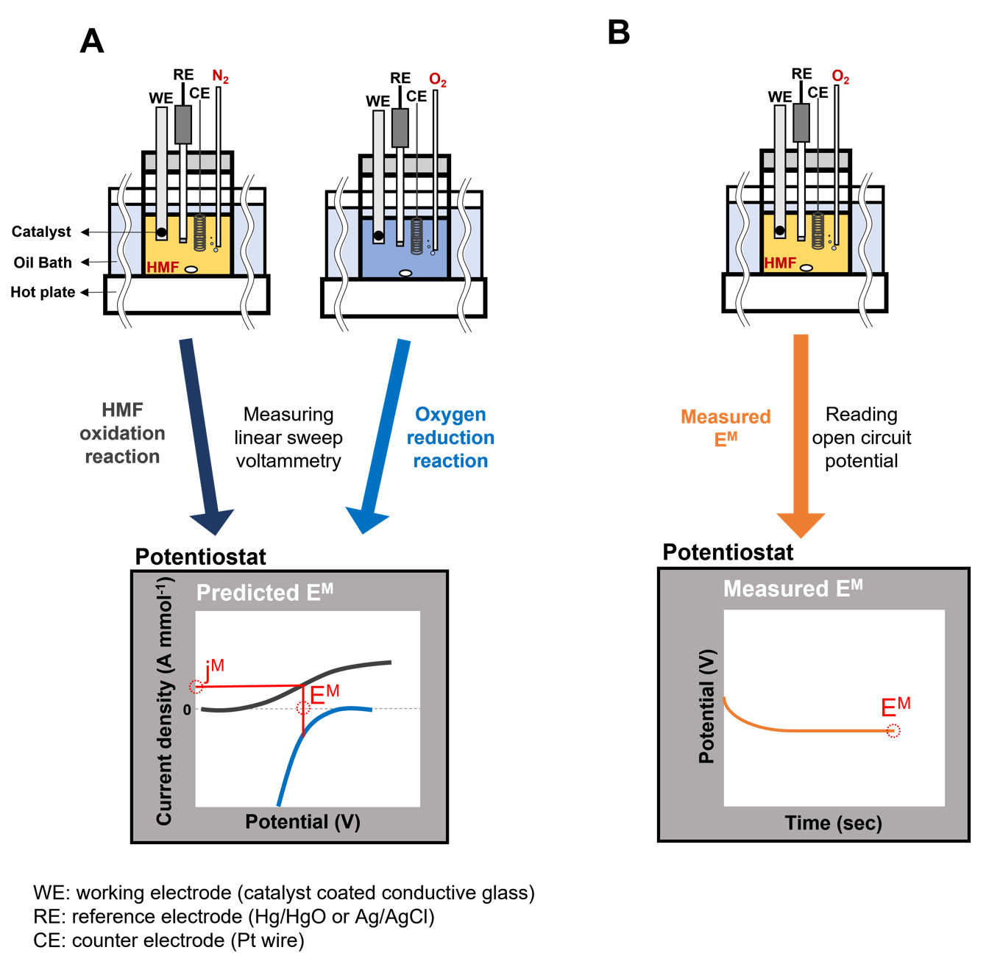 A
B
RE N2
WE CE
RE O2
WE CE
RE O2
WE CE
Catalyst
Oil Bath
Hot plate
HMF
HMF
HMF
oxidation
reaction
Measuring
linear sweep
voltammetry
Oxygen
reduction
reaction
Measured
Eᴹ
Reading
open circuit
potential
Potentiostat
Predicted Eᴹ
Current density (A mmol⁻¹)
jᴹ
Eᴹ
0
Potential (V)
Potentiostat
Measured Eᴹ
Potential (V)
Eᴹ
Time (sec)
WE: working electrode (catalyst coated conductive glass)
RE: reference electrode (Hg/HgO or Ag/AgCl)
CE: counter electrode (Pt wire)